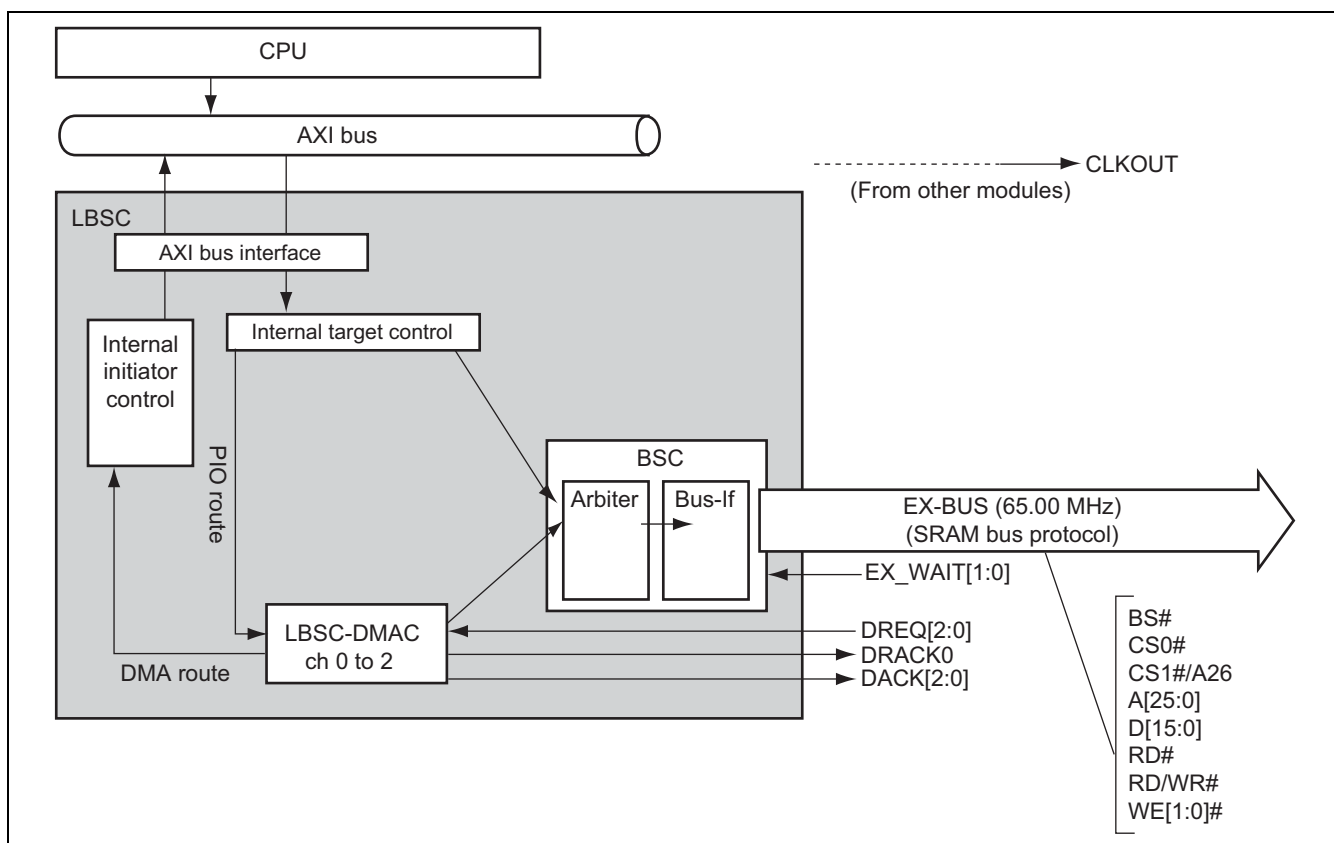 CPU
AXI bus
CLKOUT
(From other modules)
LBSC
AXI bus interface
Internal target control
Internal
initiator
control
PIO route
BSC
Arbiter
Bus-If
EX-BUS (65.00 MHz)
(SRAM bus protocol)
EX_WAIT[1:0]
LBSC-DMAC
ch 0 to 2
DMA route
DREQ[2:0]
DRACK0
DACK[2:0]
BS#
CS0#
CS1#/A26
A[25:0]
D[15:0]
RD#
RD/WR#
WE[1:0]#